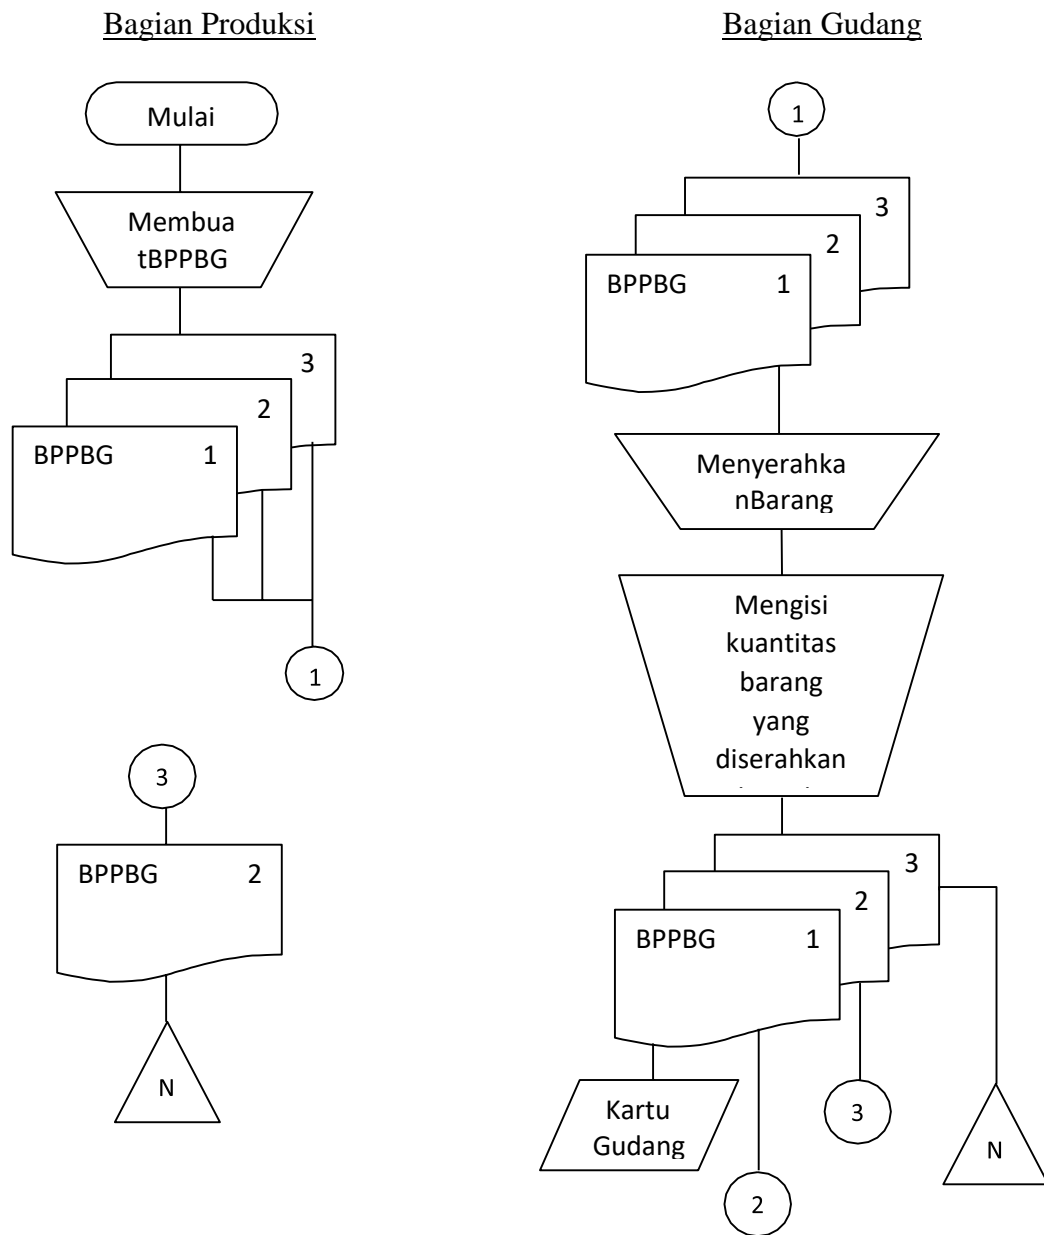 Bagian Produksi
Mulai
Membua
tBPPBG
3
2
BPPBG 1
1
3
BPPBG 2
N
Bagian Gudang
1
3
2
BPPBG 1
Menyerahka
nBarang
Mengisi
kuantitas
barang
yang
diserahkan
3
2
BPPBG 1
Kartu
Gudang
3
N
2